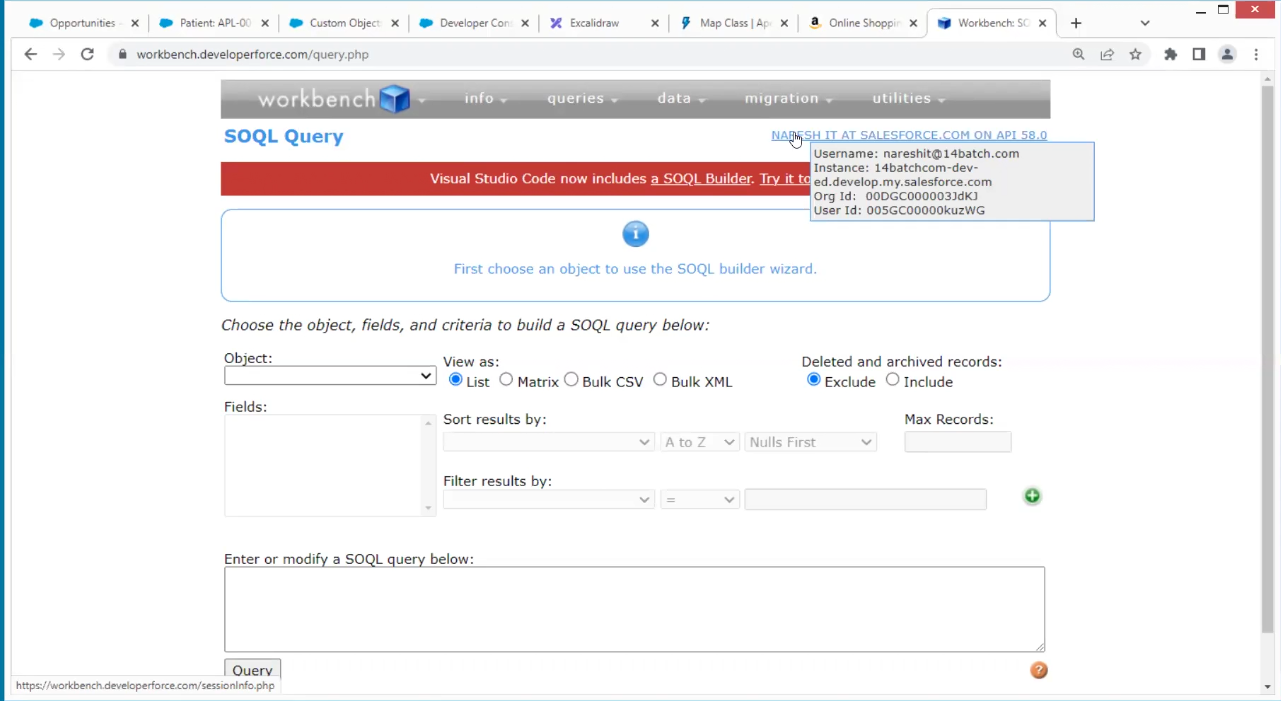 Opportunities -
Patient: APL-00
Custom Object
Developer Con
Excalidraw
Map Class | Ape
Online Shoppin
Workbench: SO
workbench.developerforce.com/query.php
workbench info queries data migration utilities
SOQL Query
NARESH IT AT SALESFORCE.COM ON API 58.0
Username: nareshit@14batch.com
Instance: 14batchcom-dev-
ed.develop.my.salesforce.com
Org Id: 00DGC000003JdKJ
User Id: 005GC00000kuzWG
Visual Studio Code now includes a SOQL Builder. Try it to
First choose an object to use the SOQL builder wizard.
Choose the object, fields, and criteria to build a SOQL query below:
Object:
View as:
List Matrix Bulk CSV Bulk XML
Deleted and archived records:
Exclude Include
Fields:
Sort results by:
A to Z Nulls First
Max Records:
Filter results by:
=
Enter or modify a SOQL query below:
Query
https://workbench.developerforce.com/sessionInfo.php